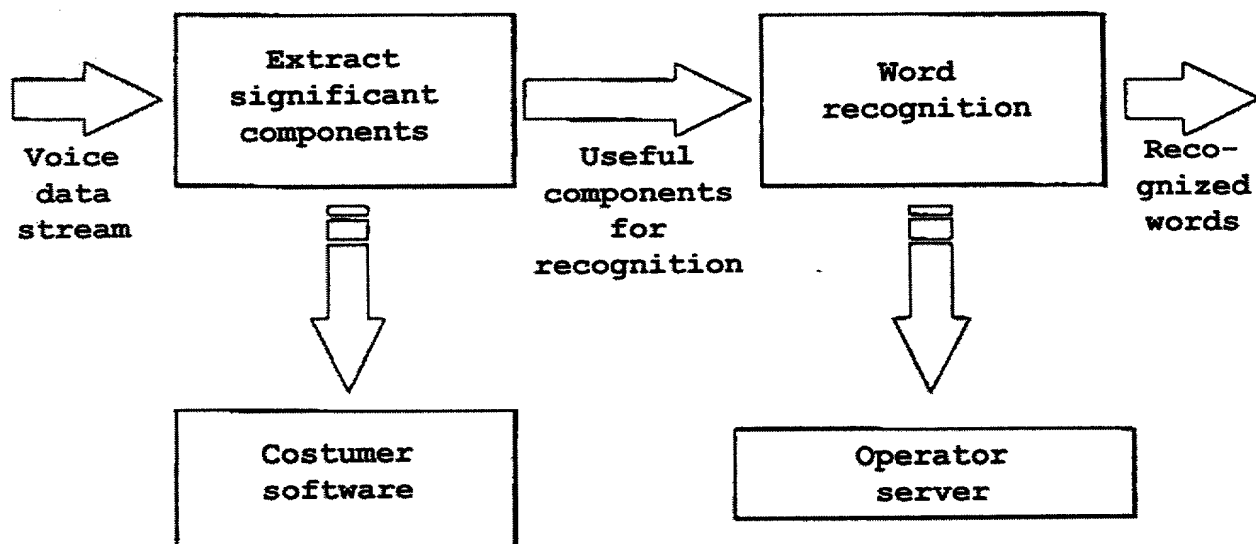 Extract
significant
components
Word
recognition
Voice
data
stream
Useful
components
for
recognition
Reco-
gnized
words
Costumer
software
Operator
server